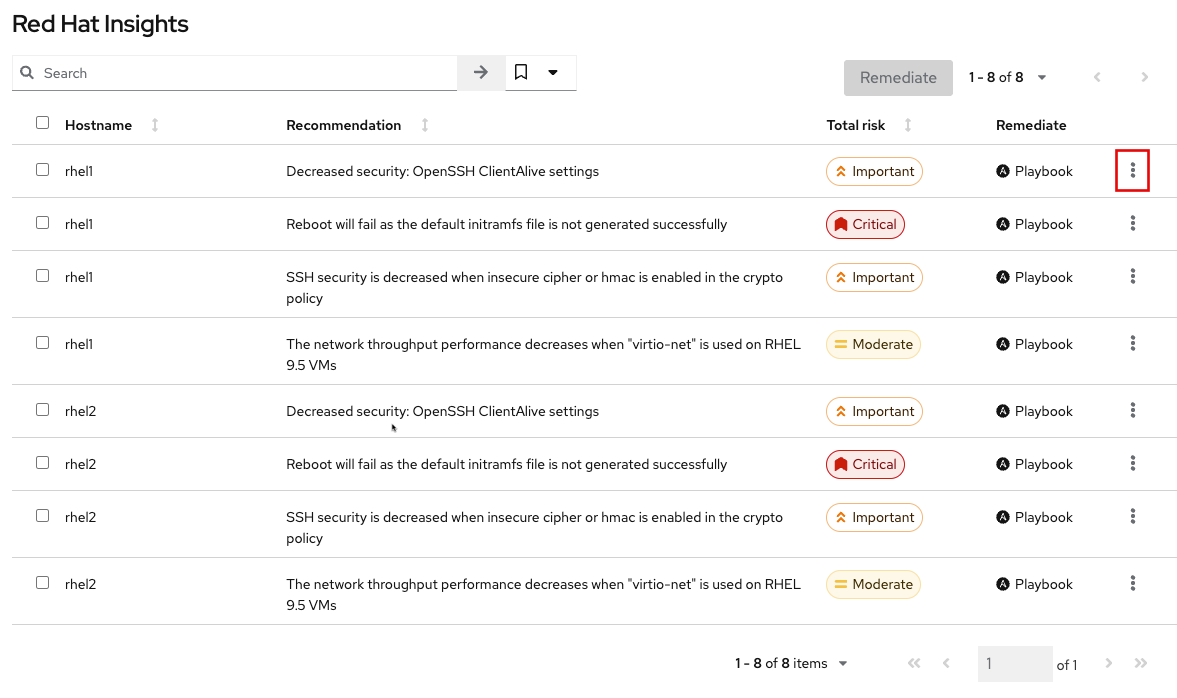 Red Hat Insights
Search
Remediate 1 - 8 of 8
Hostname Recommendation Total risk Remediate
rhel1 Decreased security: OpenSSH ClientAlive settings Important Playbook
rhel1 Reboot will fail as the default initramfs file is not generated successfully Critical Playbook
rhel1 SSH security is decreased when insecure cipher or hmac is enabled in the crypto Important Playbook
policy
rhel1 The network throughput performance decreases when "virtio-net" is used on RHEL Moderate Playbook
9.5 VMs
rhel2 Decreased security: OpenSSH ClientAlive settings Important Playbook
rhel2 Reboot will fail as the default initramfs file is not generated successfully Critical Playbook
rhel2 SSH security is decreased when insecure cipher or hmac is enabled in the crypto Important Playbook
policy
rhel2 The network throughput performance decreases when "virtio-net" is used on RHEL Moderate Playbook
9.5 VMs
1 - 8 of 8 items 1 of 1